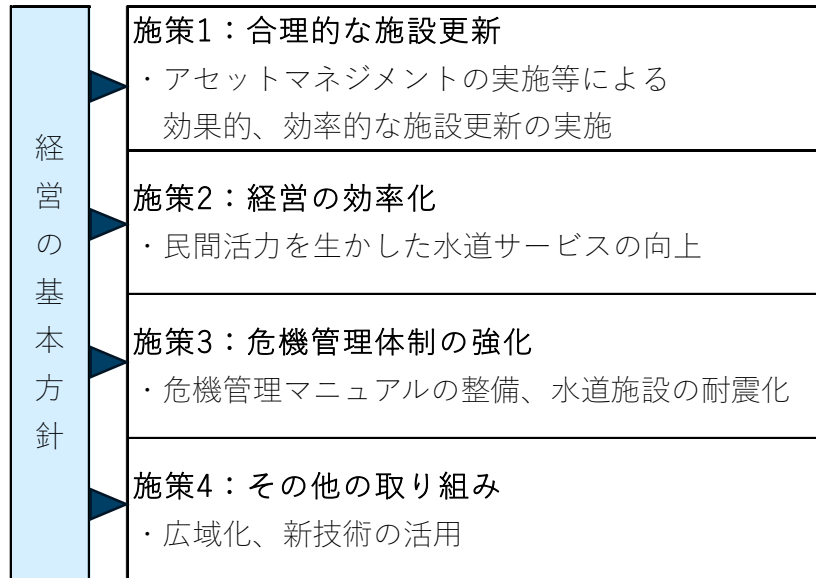 経営の基本方針
施策1：合理的な施設更新
・アセットマネジメントの実施等による
効果的、効率的な施設更新の実施
施策2：経営の効率化
・民間活力を生かした水道サービスの向上
施策3：危機管理体制の強化
・危機管理マニュアルの整備、水道施設の耐震化
施策4：その他の取り組み
・広域化、新技術の活用